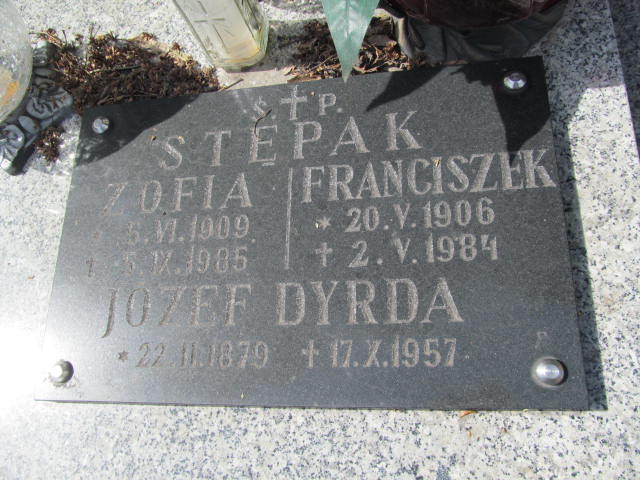 Ś † P.
STĘPAK
ZOFIA
* 5.VI.1909.
† 5.IX.1985
FRANCISZEK
* 20.V.1906
† 2.V.1984
JÓZEF DYRDA
* 22.II.1879 † 17.X.1957
P